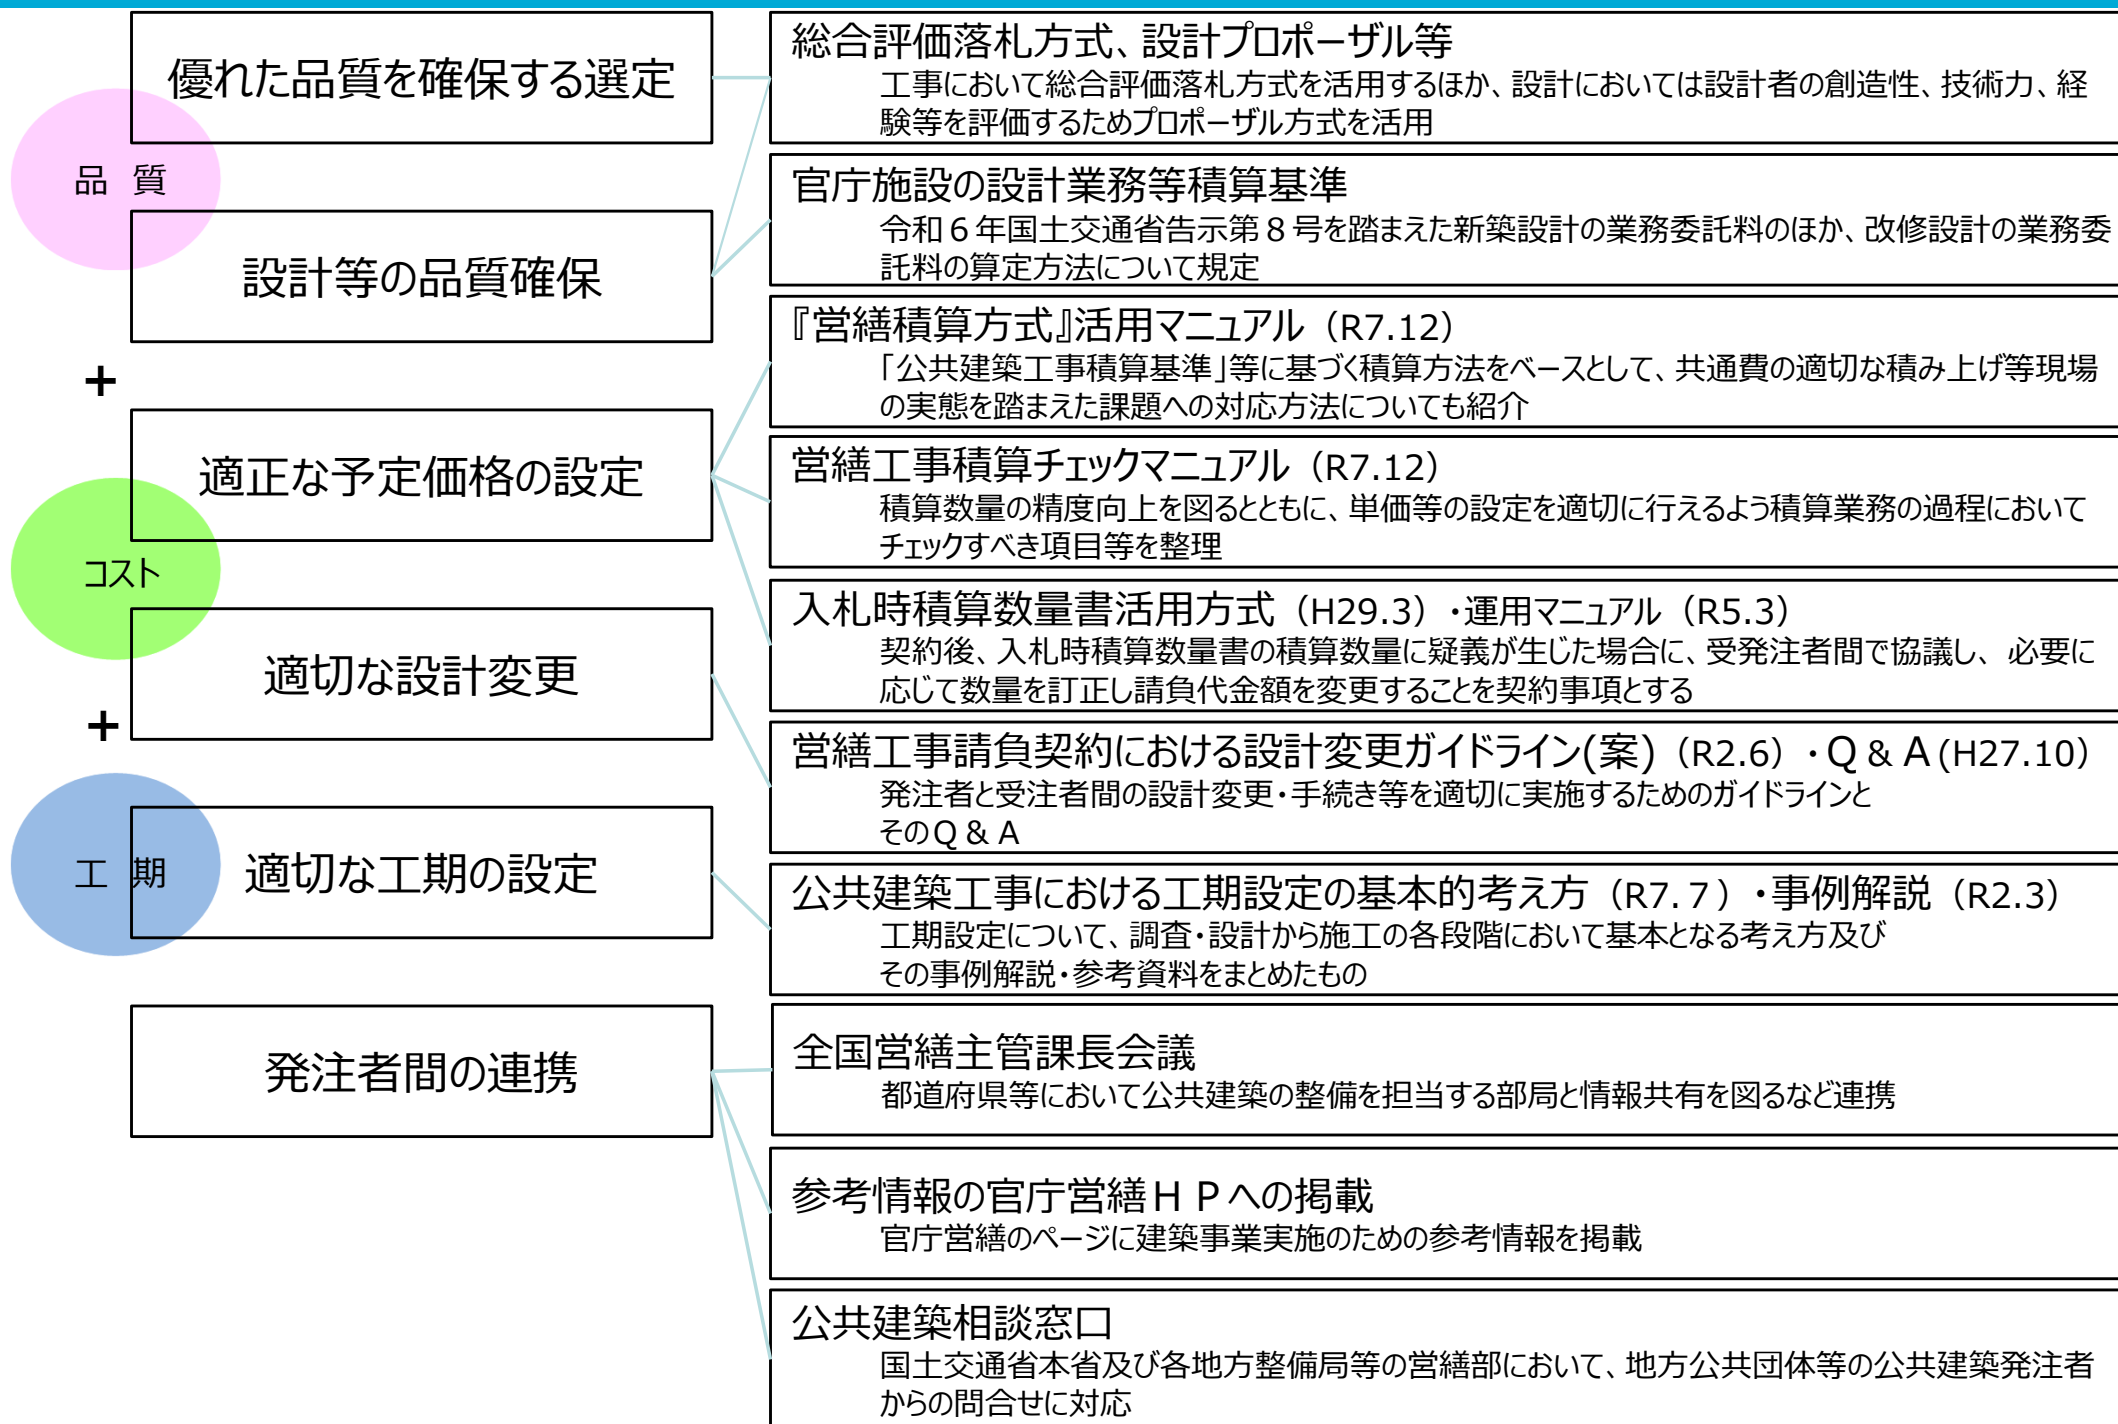 優れた品質を確保する選定
品 質
設計等の品質確保
+
適正な予定価格の設定
コスト
適切な設計変更
+
工 期
適切な工期の設定
発注者間の連携
総合評価落札方式、設計プロポーザル等
工事において総合評価落札方式を活用するほか、設計においては設計者の創造性、技術力、経
験等を評価するためプロポーザル方式を活用
官庁施設の設計業務等積算基準
令和６年国土交通省告示第８号を踏まえた新築設計の業務委託料のほか、改修設計の業務委
託料の算定方法について規定
『営繕積算方式』活用マニュアル（R7.12）
「公共建築工事積算基準」等に基づく積算方法をベースとして、共通費の適切な積み上げ等現場
の実態を踏まえた課題への対応方法についても紹介
営繕工事積算チェックマニュアル（R7.12）
積算数量の精度向上を図るとともに、単価等の設定を適切に行えるよう積算業務の過程において
チェックすべき項目等を整理
入札時積算数量書活用方式（H29.3）・運用マニュアル（R5.3）
契約後、入札時積算数量書の積算数量に疑義が生じた場合に、受発注者間で協議し、必要に
応じて数量を訂正し請負代金額を変更することを契約事項とする
営繕工事請負契約における設計変更ガイドライン(案)（R2.6）・Ｑ & Ａ(H27.10）
発注者と受注者間の設計変更・手続き等を適切に実施するためのガイドラインと
そのＱ & Ａ
公共建築工事における工期設定の基本的考え方（R7.７）・事例解説（R2.3）
工期設定について、調査・設計から施工の各段階において基本となる考え方及び
その事例解説・参考資料をまとめたもの
全国営繕主管課長会議
都道府県等において公共建築の整備を担当する部局と情報共有を図るなど連携
参考情報の官庁営繕ＨＰへの掲載
官庁営繕のページに建築事業実施のための参考情報を掲載
公共建築相談窓口
国土交通省本省及び各地方整備局等の営繕部において、地方公共団体等の公共建築発注者
からの問合せに対応